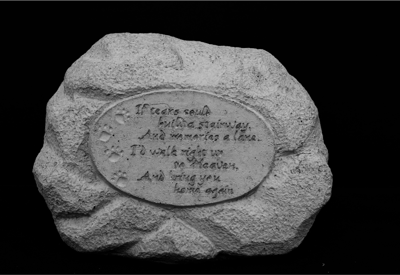 If tears could
build a stairway,
And memories a lane.
I'd walk right up
to Heaven.
And bring you
home again